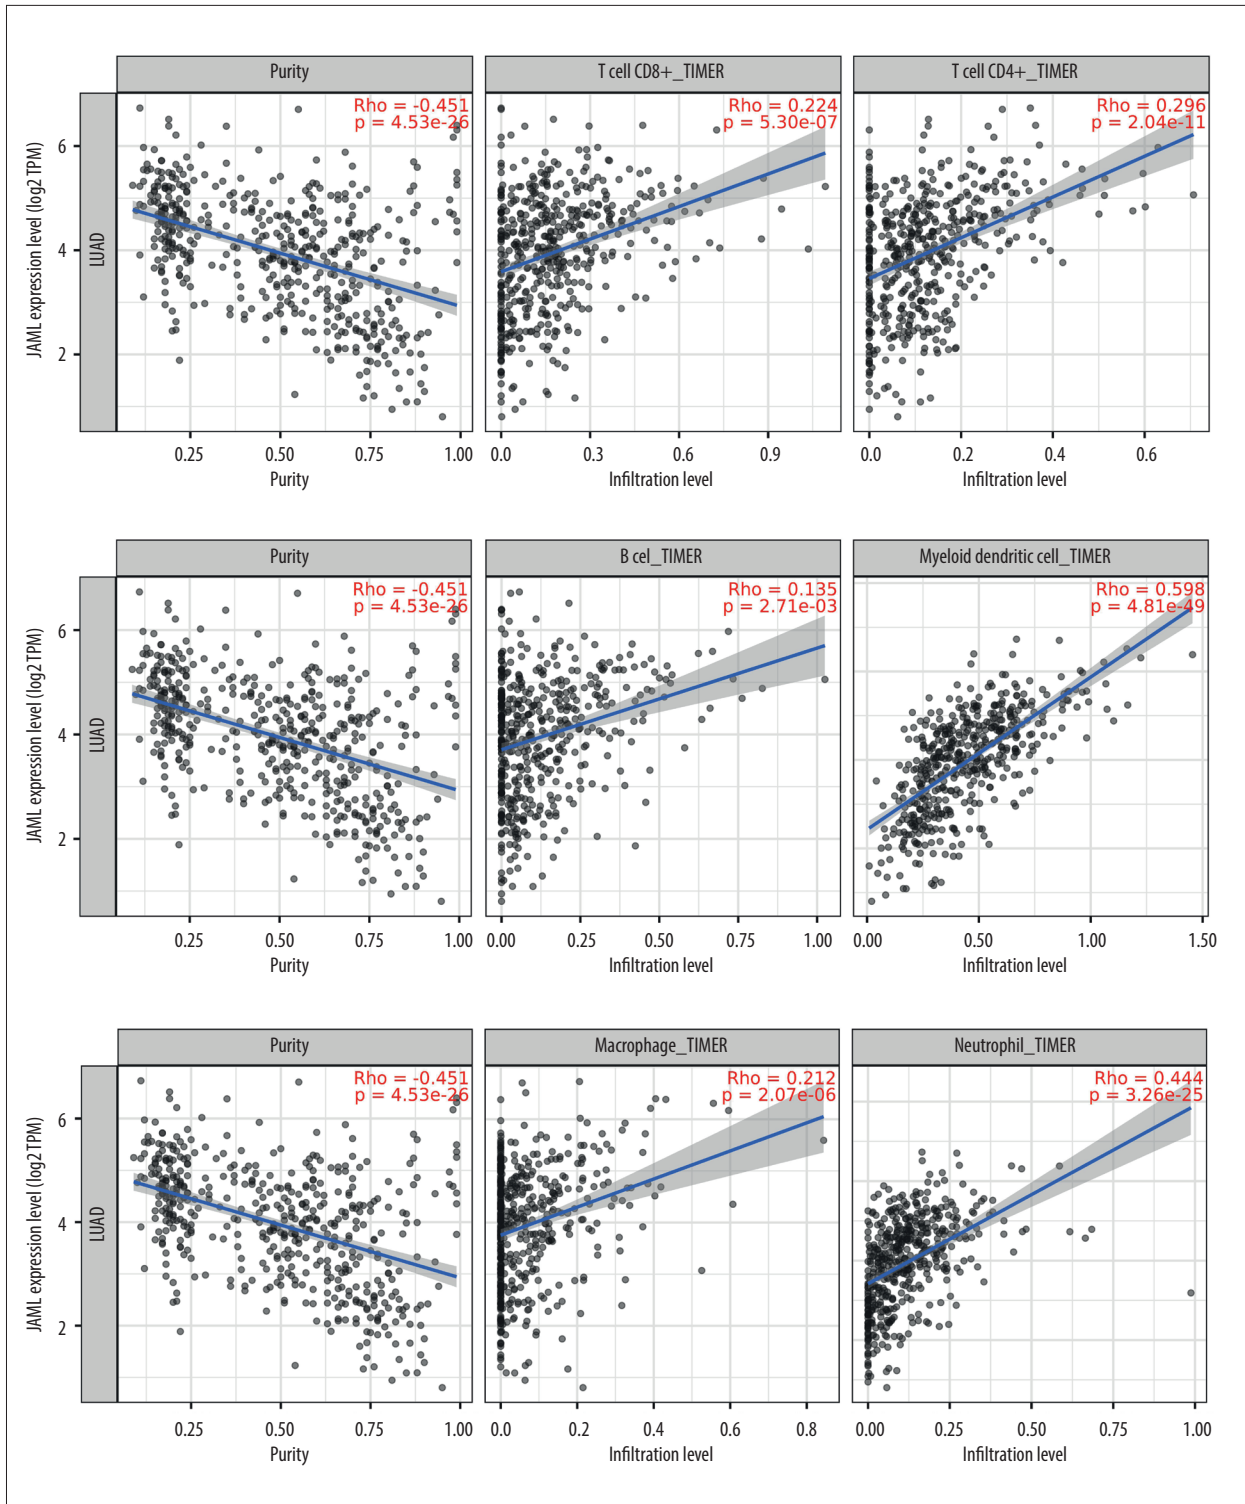 Purity
T cell CD8+_TIMER
T cell CD4+_TIMER
JAML expression level (log2 TPM)
LUAD
Rho = -0.451
p = 4.53e-26
Rho = 0.224
p = 5.30e-07
Rho = 0.296
p = 2.04e-11
6
4
2
0.25 0.50 0.75 1.00
0.0 0.3 0.6 0.9
0.0 0.2 0.4 0.6
Purity
Infiltration level
Infiltration level
Purity
B cel_TIMER
Myeloid dendritic cell_TIMER
JAML expression level (log2 TPM)
LUAD
Rho = -0.451
p = 4.53e-26
Rho = 0.135
p = 2.71e-03
Rho = 0.598
p = 4.81e-49
6
4
2
0.25 0.50 0.75 1.00
0.00 0.25 0.50 0.75 1.00
0.00 0.50 1.00 1.50
Purity
Infiltration level
Infiltration level
Purity
Macrophage_TIMER
Neutrophil_TIMER
JAML expression level (log2 TPM)
LUAD
Rho = -0.451
p = 4.53e-26
Rho = 0.212
p = 2.07e-06
Rho = 0.444
p = 3.26e-25
6
4
2
0.25 0.50 0.75 1.00
0.0 0.2 0.4 0.6 0.8
0.00 0.25 0.50 1.00
Purity
Infiltration level
Infiltration level